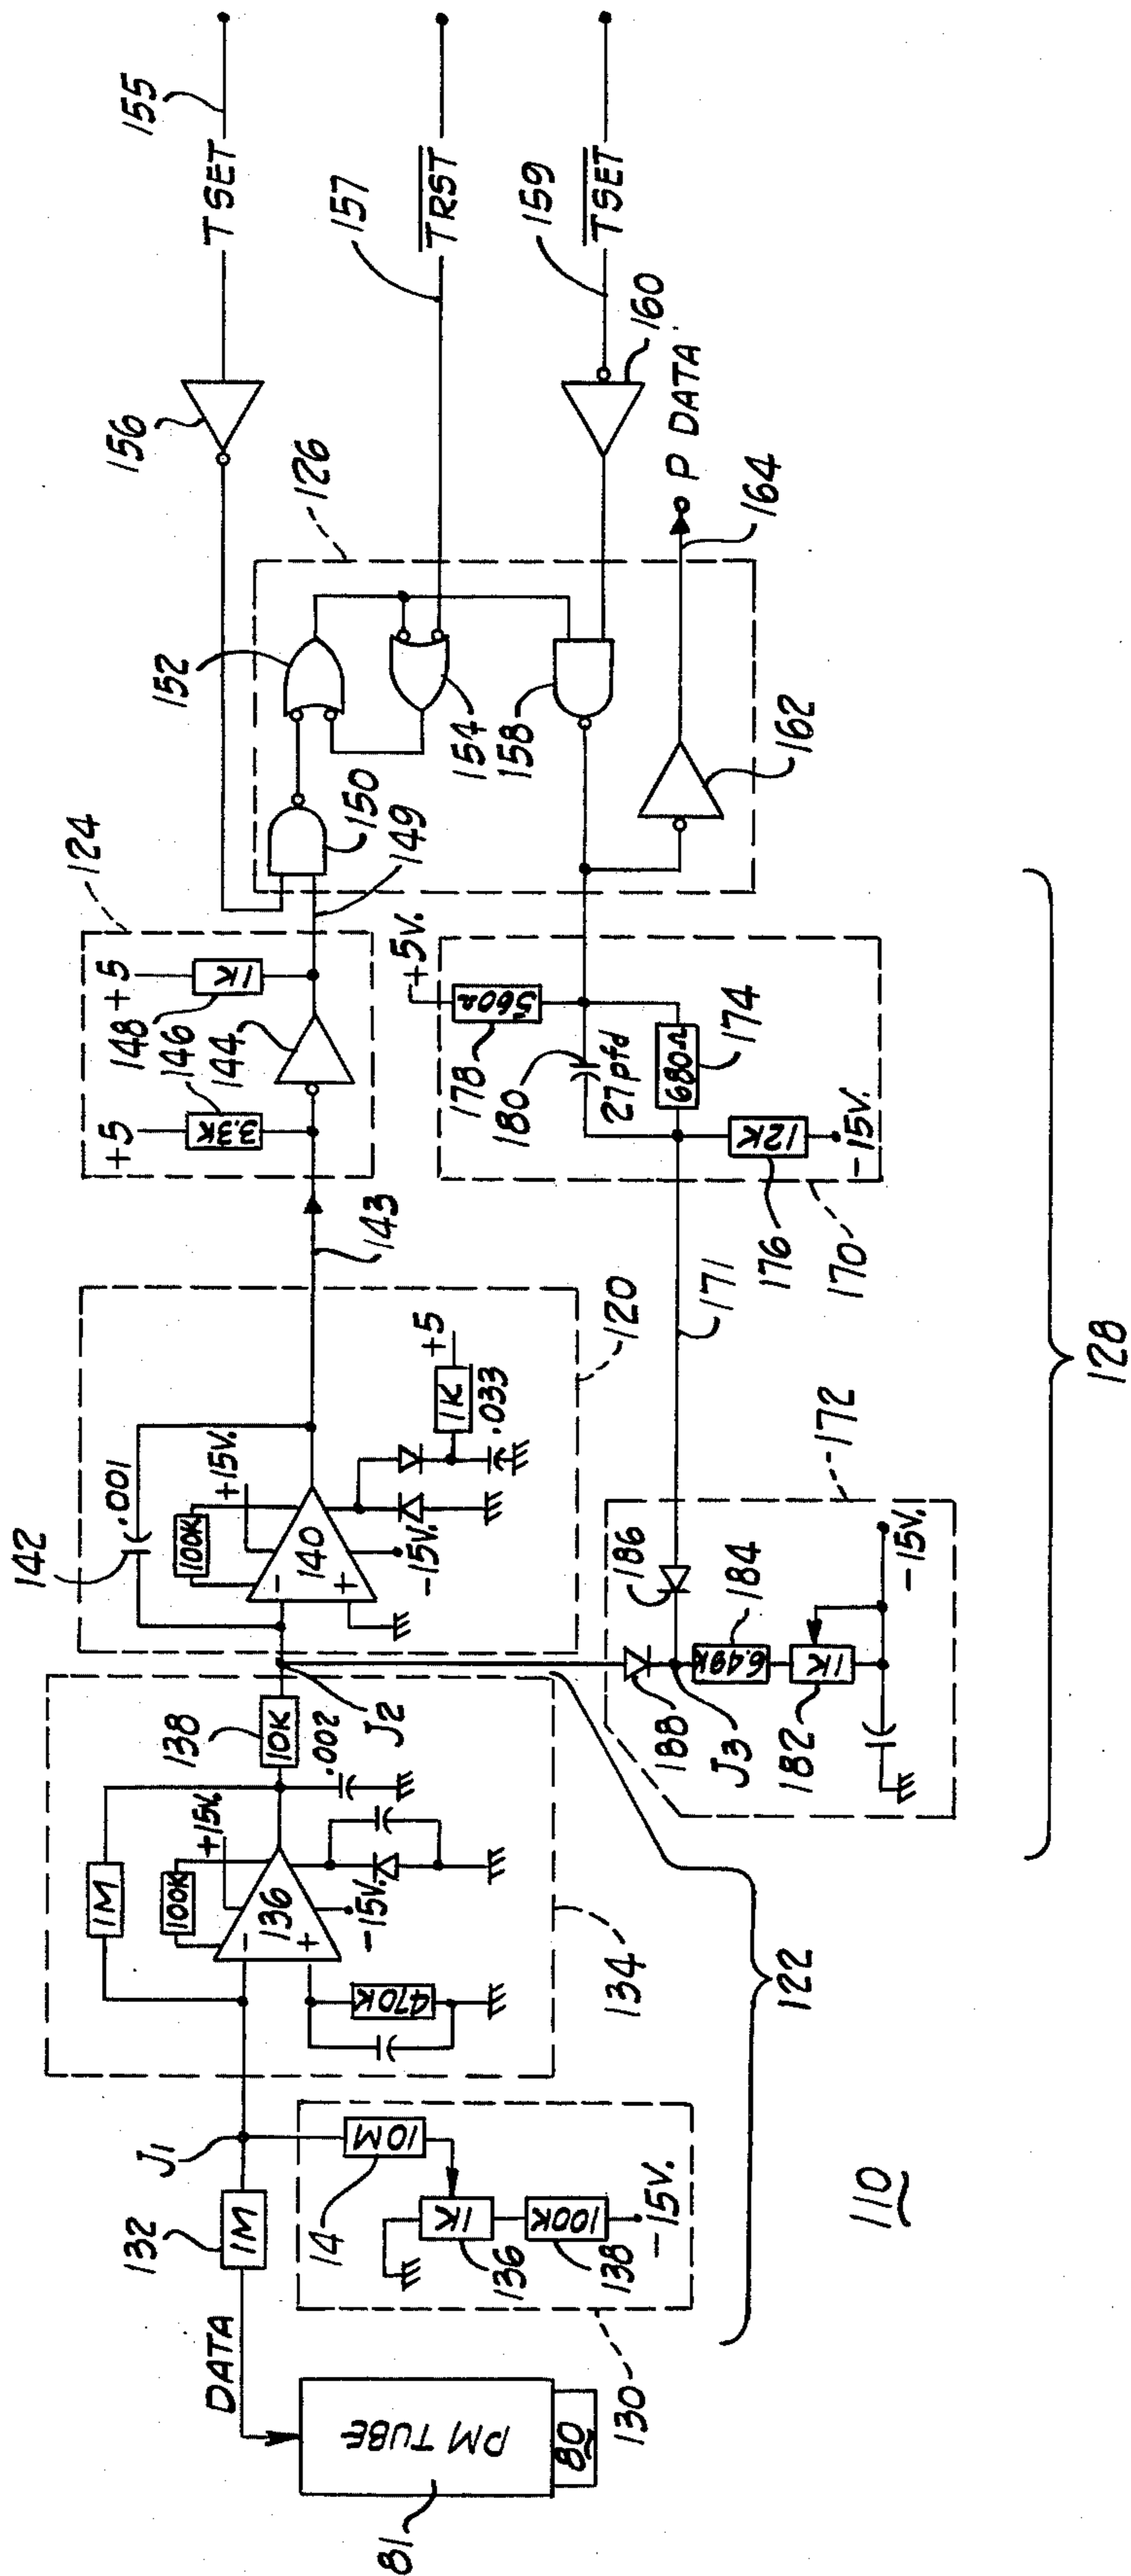 155
TSET
157
TRST
159
TSET
160
156
126
P DATA
164
152
154
158
150
162
149
124
+5
1K
148
146
144
+5
3.3K
+5V.
560Ω
178
180
27pfd
680Ω
174
12K
176
-15V.
170
171
143
120
142
.001
100K
+15V.
140
-
+
-15V.
+5
1K
.033
172
186
188
184
6.49K
J3
182
1K
-15V.
128
138
10K
.002
J2
1M
100K
+15V.
136
-
+
-15V.
470K
134
122
J1
132
1M
14
10M
1K
136
100K
138
-15V.
130
DATA
PM TUBE
80
81
110